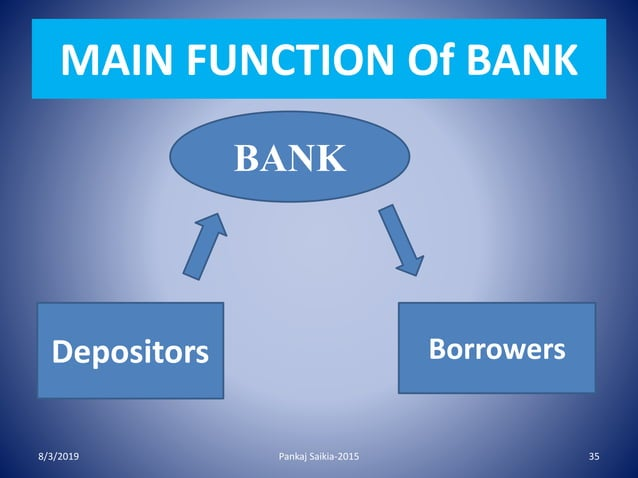 MAIN FUNCTION Of BANK
BANK
Depositors
Borrowers
8/3/2019
Pankaj Saikia-2015
35